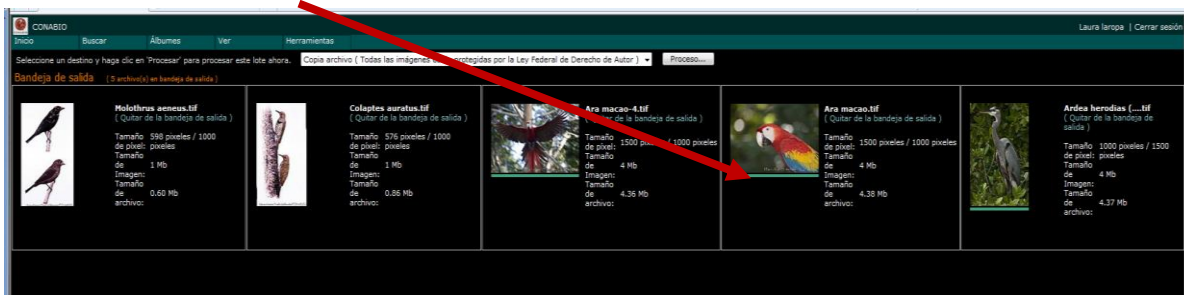 CONABIO
Laura laropa | Cerrar sesión
Inicio Buscar Álbumes Ver Herramientas
Seleccione un destino y haga clic en 'Procesar' para procesar este lote ahora. Copia archivo ( Todas las imágenes protegidas por la Ley Federal de Derecho de Autor ) Proceso...
Bandeja de salida ( 5 archivo(s) en bandeja de salida )
Molothrus aeneus.tif
( Quitar de la bandeja de salida )
Tamaño de pixel: 598 pixeles / 1000 pixeles
Tamaño de Imagen: 1 Mb
Tamaño de archivo: 0.60 Mb
Colaptes auratus.tif
( Quitar de la bandeja de salida )
Tamaño de pixel: 576 pixeles / 1000 pixeles
Tamaño de Imagen: 1 Mb
Tamaño de archivo: 0.86 Mb
Ara macao-4.tif
( Quitar de la bandeja de salida )
Tamaño de pixel: 1500 pixeles / 1000 pixeles
Tamaño de Imagen: 4 Mb
Tamaño de archivo: 4.36 Mb
Ara macao.tif
( Quitar de la bandeja de salida )
Tamaño de pixel: 1500 pixeles / 1000 pixeles
Tamaño de Imagen: 4 Mb
Tamaño de archivo: 4.38 Mb
Ardea herodias (....tif
( Quitar de la bandeja de salida )
Tamaño de pixel: 1000 pixeles / 1500 pixeles
Tamaño de Imagen: 4 Mb
Tamaño de archivo: 4.37 Mb